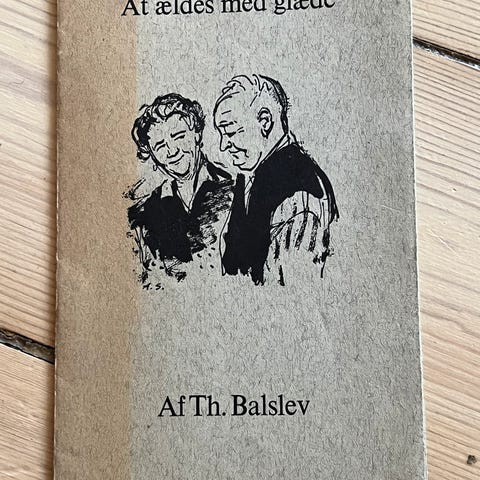 At ældes med glæde
T.S.
Af Th. Balslev